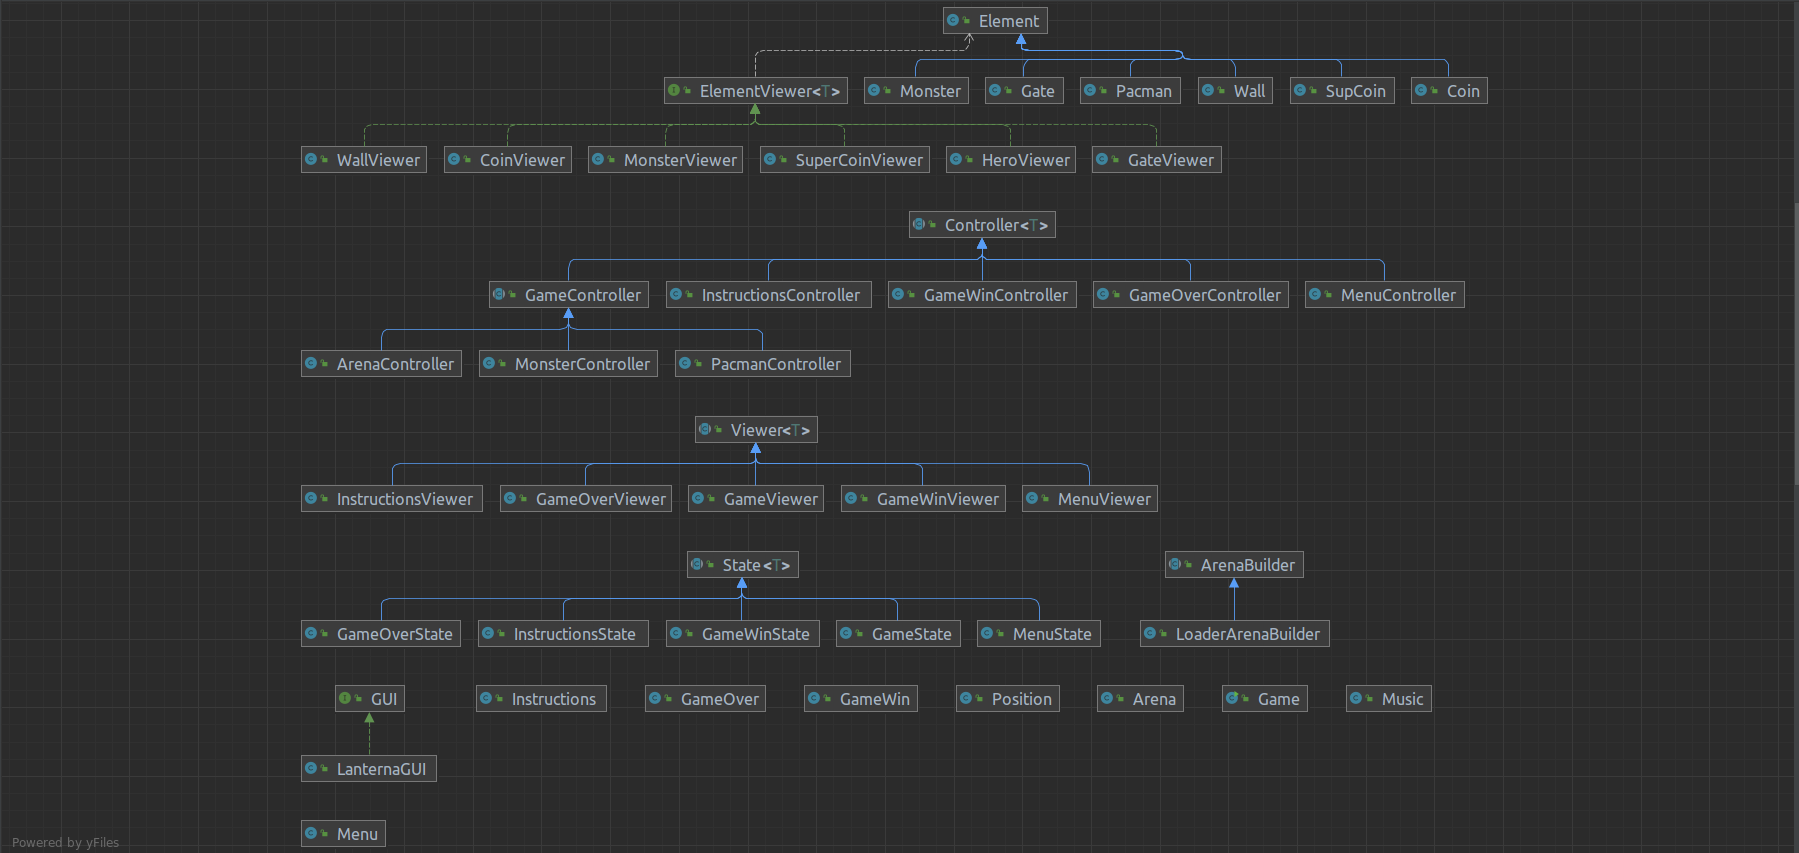 Element
ElementViewer<T>
Monster
Gate
Pacman
Wall
SupCoin
Coin
WallViewer
CoinViewer
MonsterViewer
SuperCoinViewer
HeroViewer
GateViewer
Controller<T>
GameController
InstructionsController
GameWinController
GameOverController
MenuController
ArenaController
MonsterController
PacmanController
Viewer<T>
InstructionsViewer
GameOverViewer
GameViewer
GameWinViewer
MenuViewer
State<T>
ArenaBuilder
GameOverState
InstructionsState
GameWinState
GameState
MenuState
LoaderArenaBuilder
GUI
Instructions
GameOver
GameWin
Position
Arena
Game
Music
LanternaGUI
Menu
Powered by yFiles